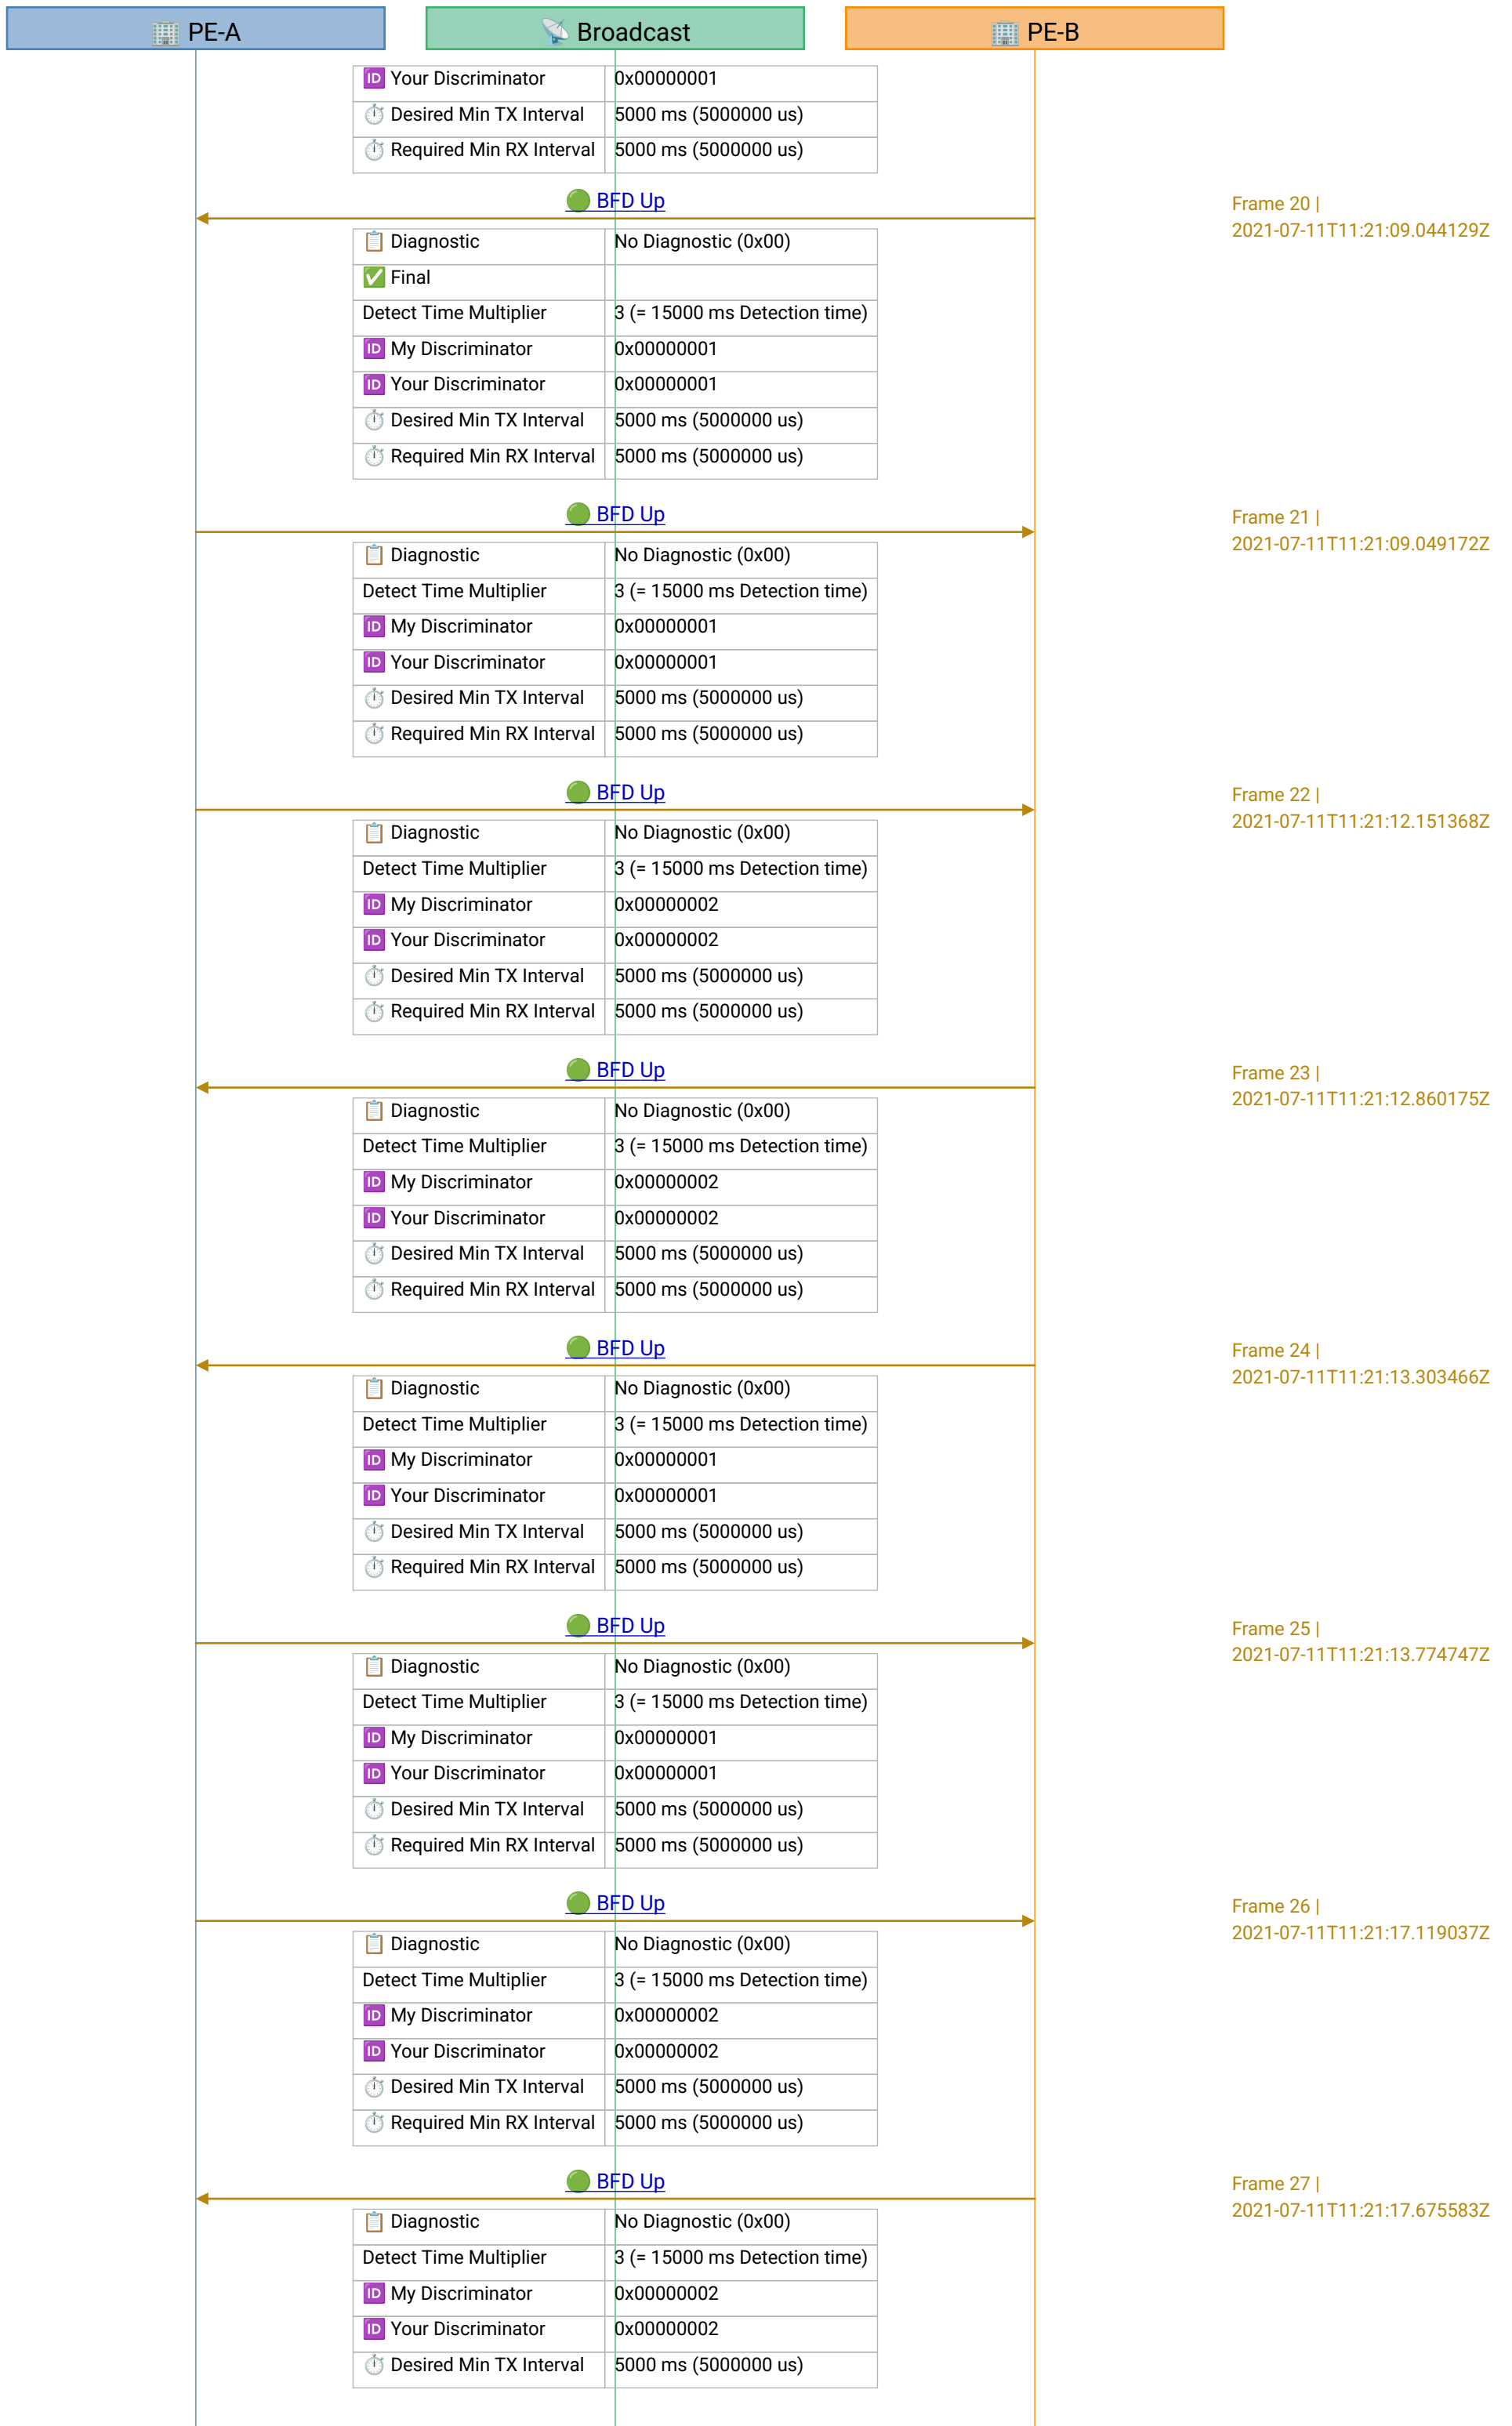 🏢 PE-A
📡 Broadcast
🏢 PE-B
🆔 Your Discriminator 0x00000001
⏱️ Desired Min TX Interval 5000 ms (5000000 us)
⏱️ Required Min RX Interval 5000 ms (5000000 us)
🟢 BFD Up
Frame 20 |
2021-07-11T11:21:09.044129Z
📋 Diagnostic No Diagnostic (0x00)
✅ Final
Detect Time Multiplier 3 (= 15000 ms Detection time)
🆔 My Discriminator 0x00000001
🆔 Your Discriminator 0x00000001
⏱️ Desired Min TX Interval 5000 ms (5000000 us)
⏱️ Required Min RX Interval 5000 ms (5000000 us)
🟢 BFD Up
Frame 21 |
2021-07-11T11:21:09.049172Z
📋 Diagnostic No Diagnostic (0x00)
Detect Time Multiplier 3 (= 15000 ms Detection time)
🆔 My Discriminator 0x00000001
🆔 Your Discriminator 0x00000001
⏱️ Desired Min TX Interval 5000 ms (5000000 us)
⏱️ Required Min RX Interval 5000 ms (5000000 us)
🟢 BFD Up
Frame 22 |
2021-07-11T11:21:12.151368Z
📋 Diagnostic No Diagnostic (0x00)
Detect Time Multiplier 3 (= 15000 ms Detection time)
🆔 My Discriminator 0x00000002
🆔 Your Discriminator 0x00000002
⏱️ Desired Min TX Interval 5000 ms (5000000 us)
⏱️ Required Min RX Interval 5000 ms (5000000 us)
🟢 BFD Up
Frame 23 |
2021-07-11T11:21:12.860175Z
📋 Diagnostic No Diagnostic (0x00)
Detect Time Multiplier 3 (= 15000 ms Detection time)
🆔 My Discriminator 0x00000002
🆔 Your Discriminator 0x00000002
⏱️ Desired Min TX Interval 5000 ms (5000000 us)
⏱️ Required Min RX Interval 5000 ms (5000000 us)
🟢 BFD Up
Frame 24 |
2021-07-11T11:21:13.303466Z
📋 Diagnostic No Diagnostic (0x00)
Detect Time Multiplier 3 (= 15000 ms Detection time)
🆔 My Discriminator 0x00000001
🆔 Your Discriminator 0x00000001
⏱️ Desired Min TX Interval 5000 ms (5000000 us)
⏱️ Required Min RX Interval 5000 ms (5000000 us)
🟢 BFD Up
Frame 25 |
2021-07-11T11:21:13.774747Z
📋 Diagnostic No Diagnostic (0x00)
Detect Time Multiplier 3 (= 15000 ms Detection time)
🆔 My Discriminator 0x00000001
🆔 Your Discriminator 0x00000001
⏱️ Desired Min TX Interval 5000 ms (5000000 us)
⏱️ Required Min RX Interval 5000 ms (5000000 us)
🟢 BFD Up
Frame 26 |
2021-07-11T11:21:17.119037Z
📋 Diagnostic No Diagnostic (0x00)
Detect Time Multiplier 3 (= 15000 ms Detection time)
🆔 My Discriminator 0x00000002
🆔 Your Discriminator 0x00000002
⏱️ Desired Min TX Interval 5000 ms (5000000 us)
⏱️ Required Min RX Interval 5000 ms (5000000 us)
🟢 BFD Up
Frame 27 |
2021-07-11T11:21:17.675583Z
📋 Diagnostic No Diagnostic (0x00)
Detect Time Multiplier 3 (= 15000 ms Detection time)
🆔 My Discriminator 0x00000002
🆔 Your Discriminator 0x00000002
⏱️ Desired Min TX Interval 5000 ms (5000000 us)